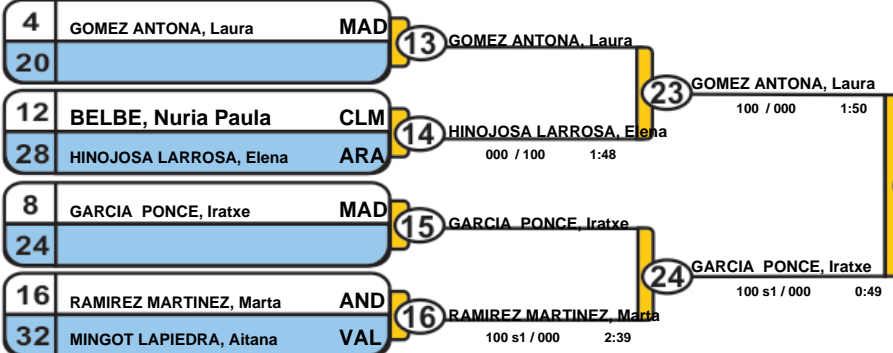 4 GOMEZ ANTONA, Laura MAD
20
13 GOMEZ ANTONA, Laura
12 BELBE, Nuria Paula CLM
28 HINOJOSA LARROSA, Elena ARA
14 HINOJOSA LARROSA, Elena
000 / 100 1:48
23 GOMEZ ANTONA, Laura
100 / 000 1:50
8 GARCIA PONCE, Iratxe MAD
24
15 GARCIA PONCE, Iratxe
16 RAMIREZ MARTINEZ, Marta AND
32 MINGOT LAPIEDRA, Aitana VAL
16 RAMIREZ MARTINEZ, Marta
100 s1 / 000 2:39
24 GARCIA PONCE, Iratxe
100 s1 / 000 0:49